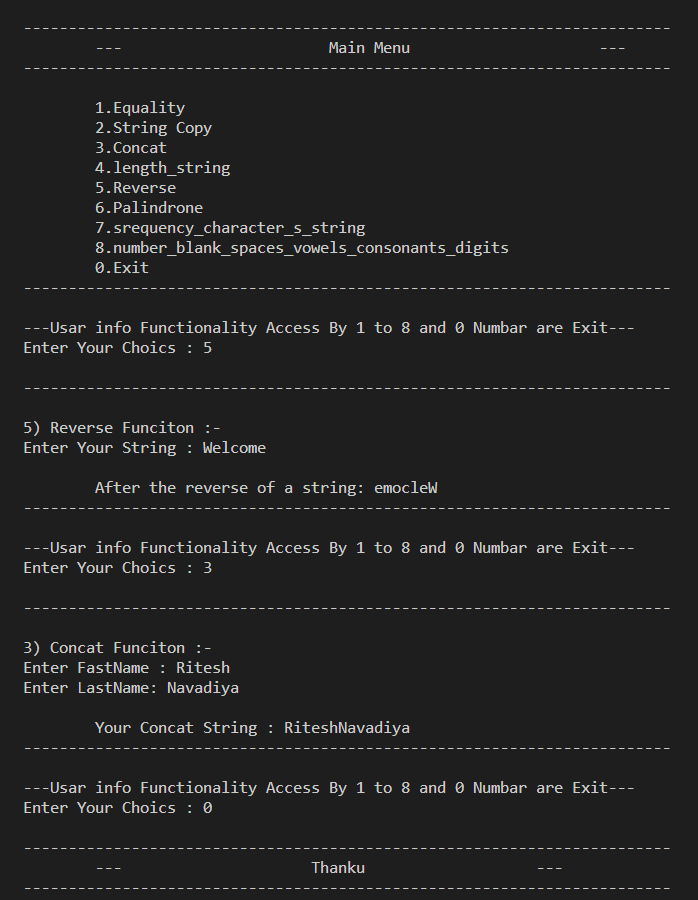 ------------------------------------------------------------------------
--- Main Menu ---
------------------------------------------------------------------------
1.Equality
2.String Copy
3.Concat
4.length_string
5.Reverse
6.Palindrone
7.srequency_character_s_string
8.number_blank_spaces_vowels_consonants_digits
0.Exit
------------------------------------------------------------------------
---Usar info Functionality Access By 1 to 8 and 0 Numbar are Exit---
Enter Your Choics : 5
------------------------------------------------------------------------
5) Reverse Funciton :-
Enter Your String : Welcome
After the reverse of a string: emocleW
------------------------------------------------------------------------
---Usar info Functionality Access By 1 to 8 and 0 Numbar are Exit---
Enter Your Choics : 3
------------------------------------------------------------------------
3) Concat Funciton :-
Enter FastName : Ritesh
Enter LastName: Navadiya
Your Concat String : RiteshNavadiya
------------------------------------------------------------------------
---Usar info Functionality Access By 1 to 8 and 0 Numbar are Exit---
Enter Your Choics : 0
------------------------------------------------------------------------
--- Thanku ---
------------------------------------------------------------------------